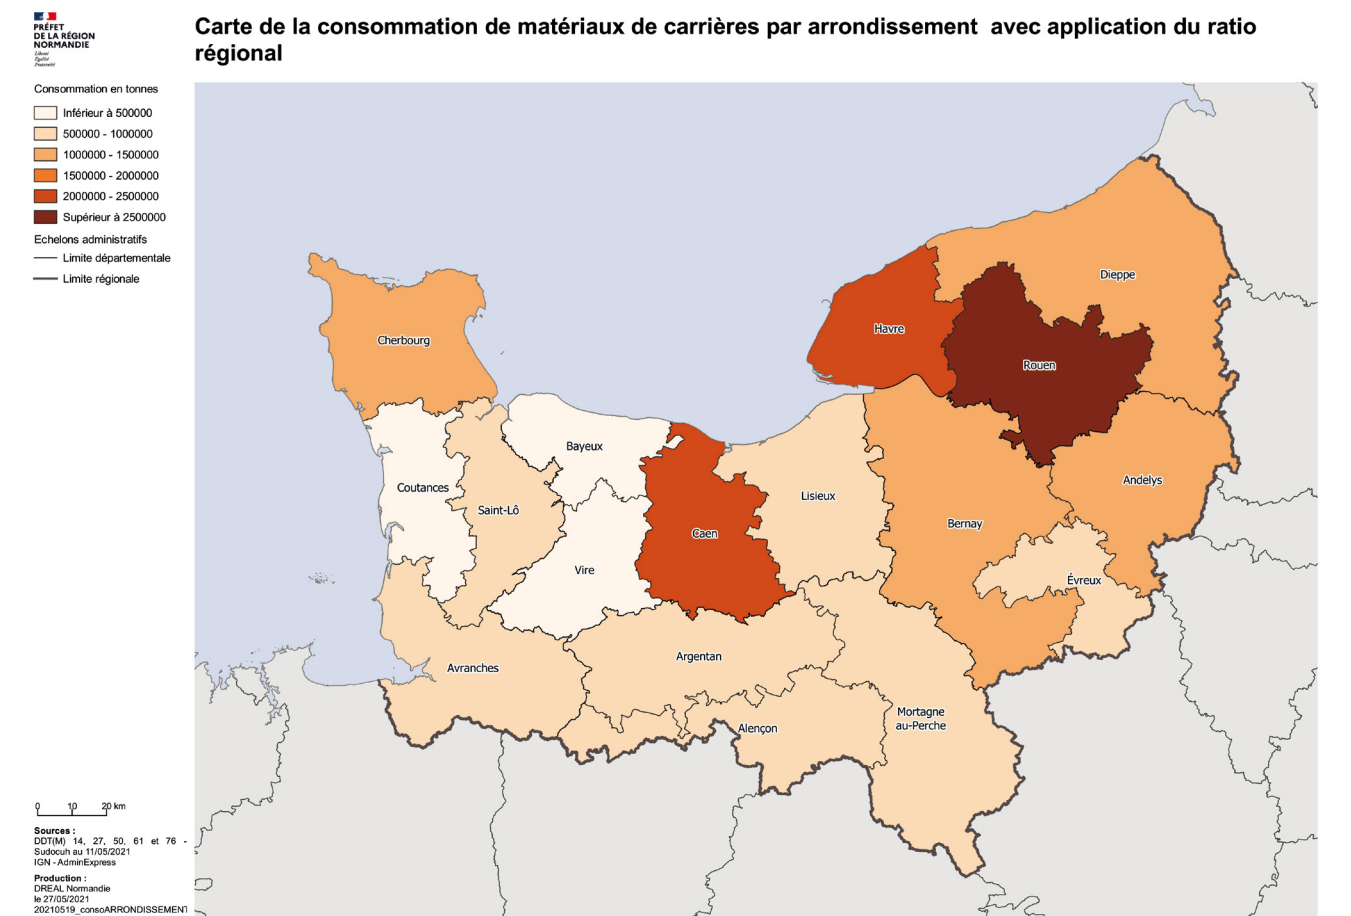 PRÉFET
DE LA RÉGION
NORMANDIE
Liberté
Égalité
Fraternité
Carte de la consommation de matériaux de carrières par arrondissement avec application du ratio
régional
Consommation en tonnes
Inférieur à 500000
500000 - 1000000
1000000 - 1500000
1500000 - 2000000
2000000 - 2500000
Supérieur à 2500000
Echelons administratifs
Limite départementale
Limite régionale
Dieppe
Havre
Cherbourg
Rouen
Bayeux
Andelys
Coutances
Lisieux
Saint-Lô
Bernay
Caen
Vire
Évreux
Argentan
Avranches
Mortagne
au-Perche
Alençon
0 10 20 km
Sources :
DDT(M) 14, 27, 50, 61 et 76 -
Sudocuh au 11/05/2021
IGN - AdminExpress
Production :
DREAL Normandie
le 27/05/2021
20210519_consoARRONDISSEMENT